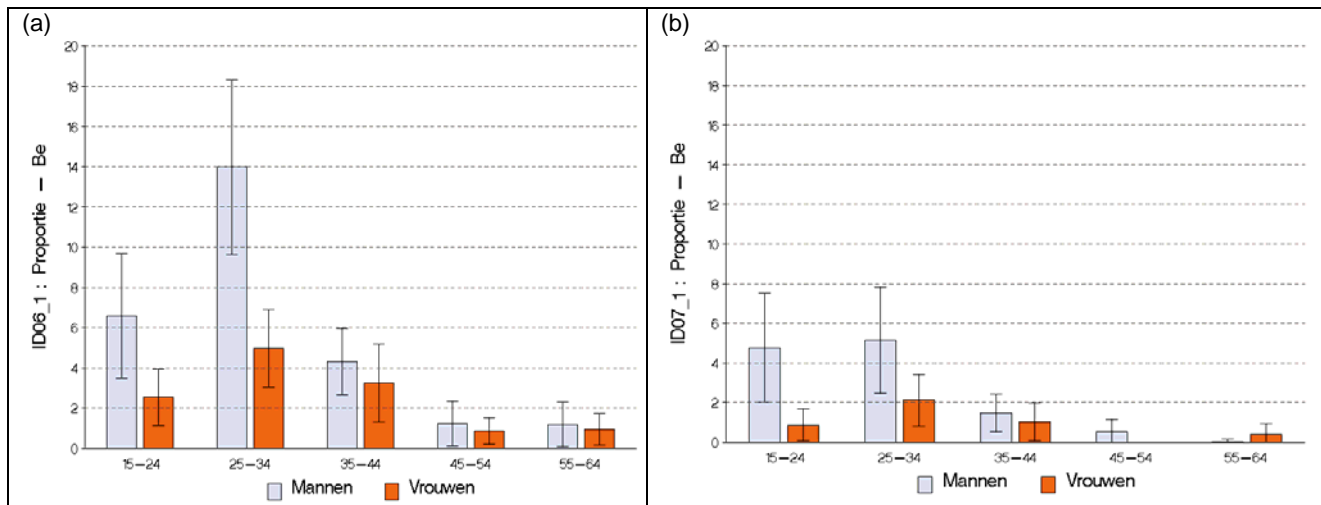 (a)
ID06_1 : Proportie — Be
20
18
16
14
12
10
8
6
4
2
0
15—24 25—34 35—44 45—54 55—64
Mannen Vrouwen
(b)
ID07_1 : Proportie — Be
20
18
16
14
12
10
8
6
4
2
0
15—24 25—34 35—44 45—54 55—64
Mannen Vrouwen